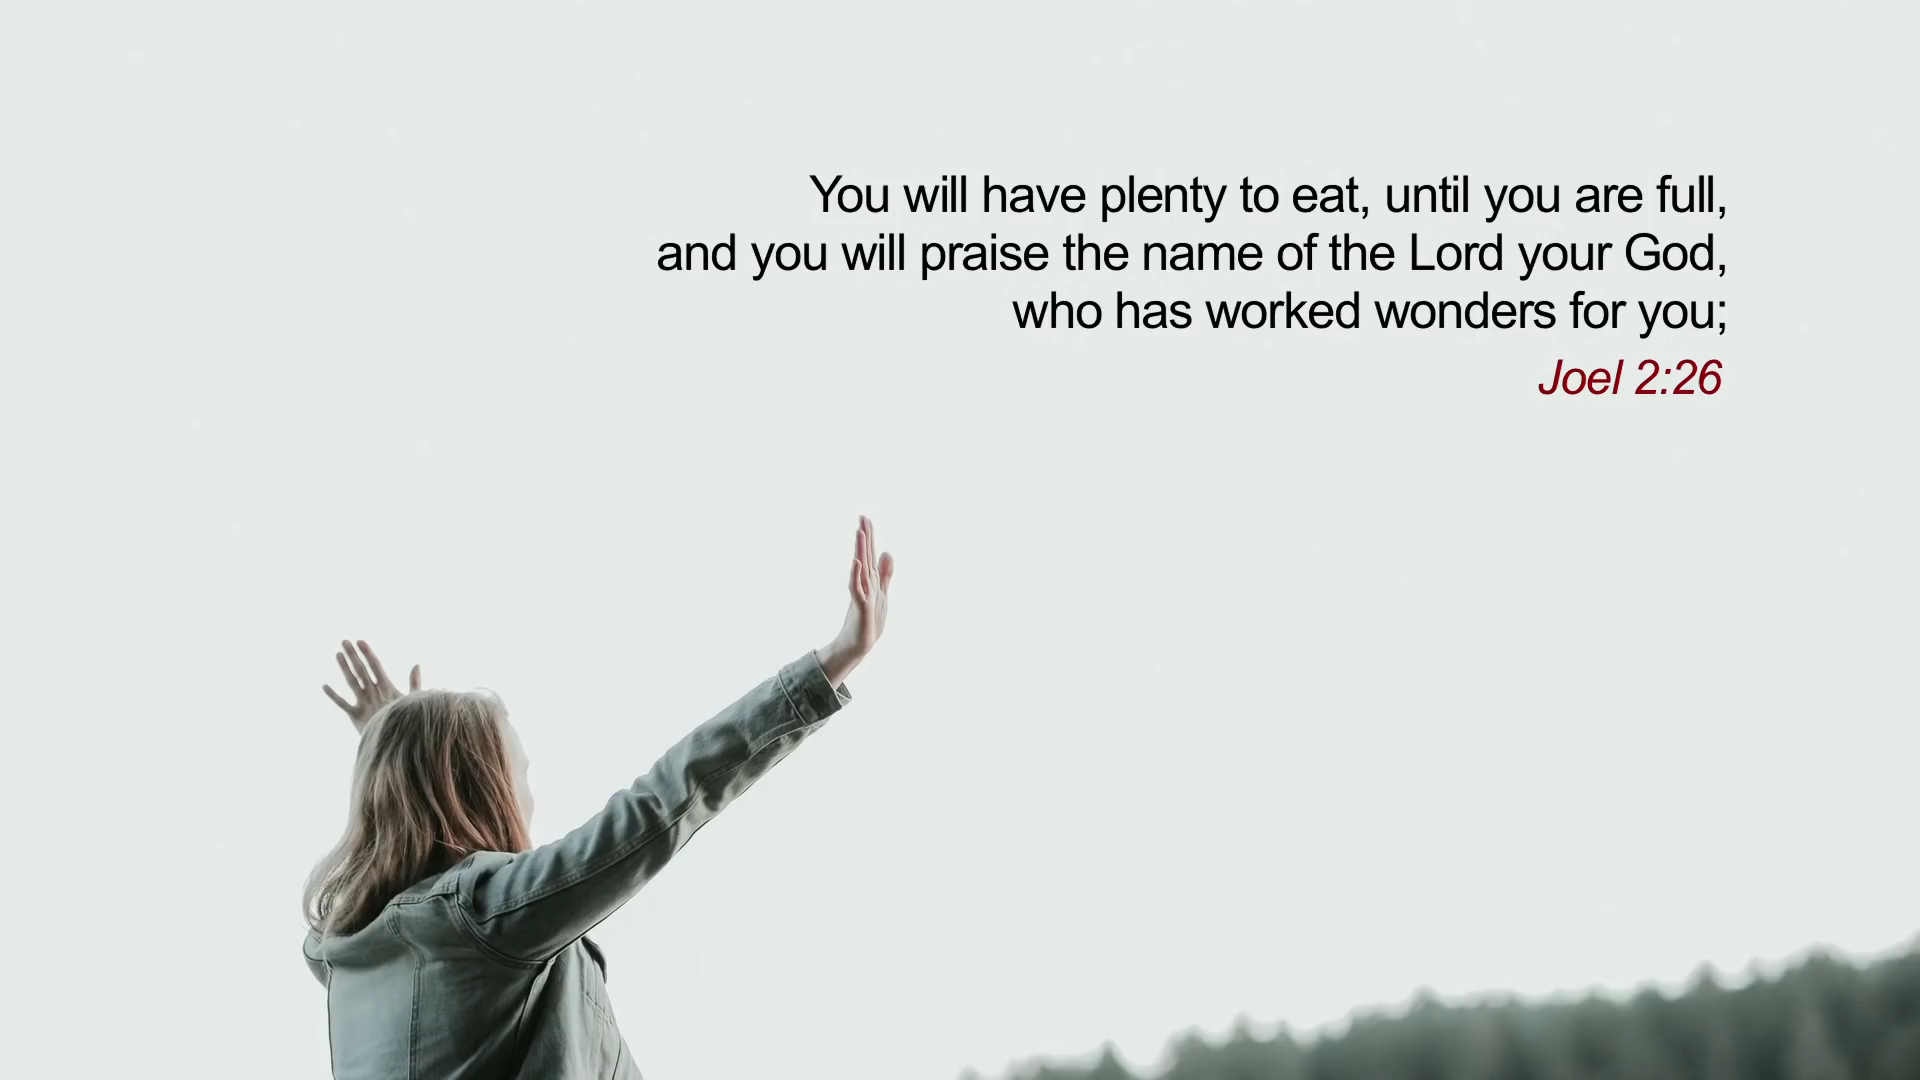 You will have plenty to eat, until you are full,
and you will praise the name of the Lord your God,
who has worked wonders for you;
Joel 2:26